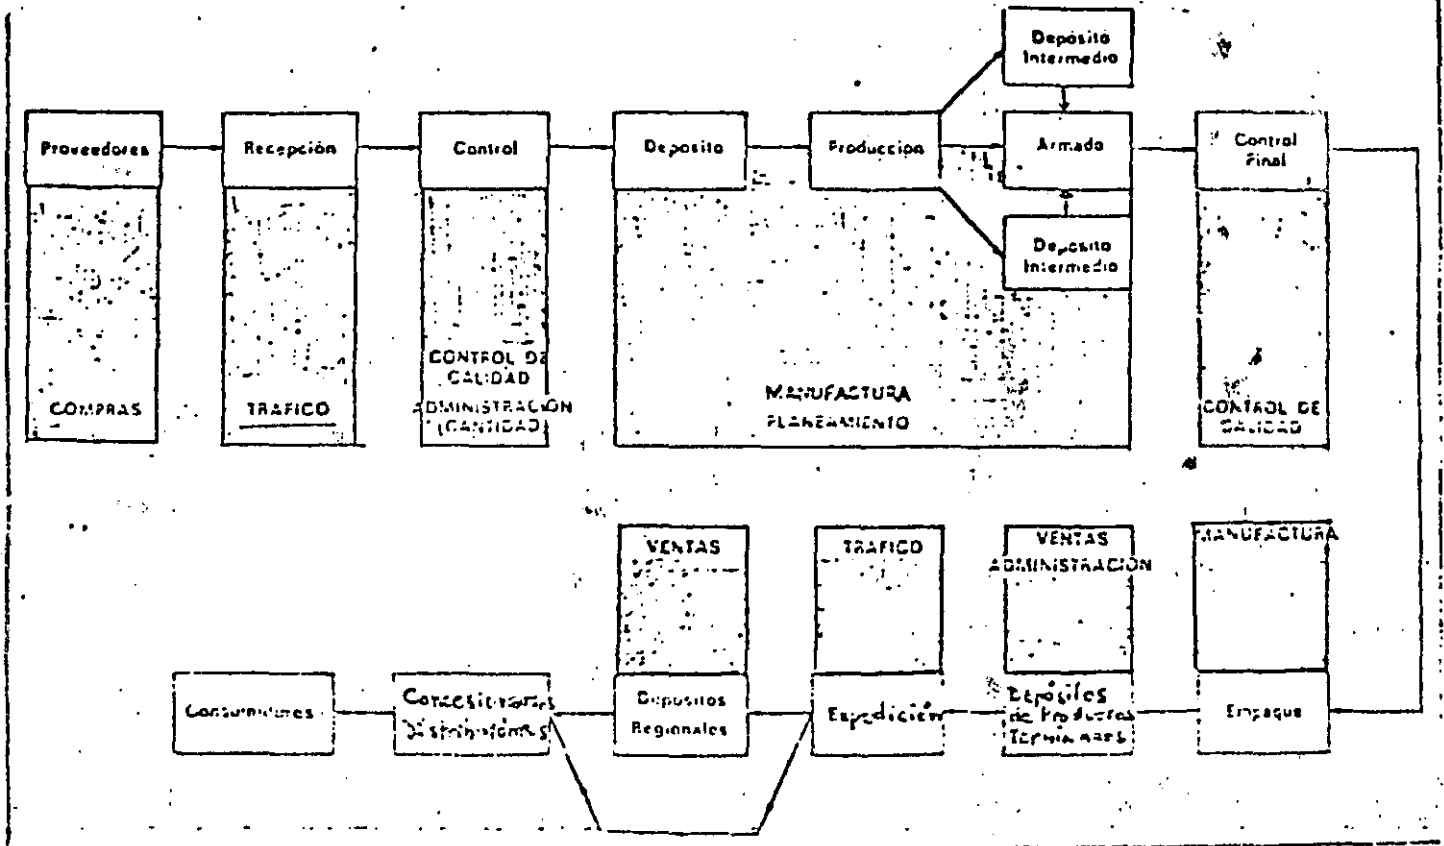 Depósito
Intermedio
Proveedores
Recepción
Control
Deposito
Produccion
Armado
Control
Final
Deposito
Intermedio
CONTROL DE
CALIDAD
COMPRAS
TRAFICO
ADMINISTRACION
(CANTIDAD)
MANUFACTURA
PLANEAMIENTO
CONTROL DE
CALIDAD
VENTAS
TRAFICO
VENTAS
ADMINISTRACION
MANUFACTURA
Consumidores
Concesionarios
Distribuidores
Depositos
Regionales
Expedición
Depósitos
de Productos
Terminados
Empaque